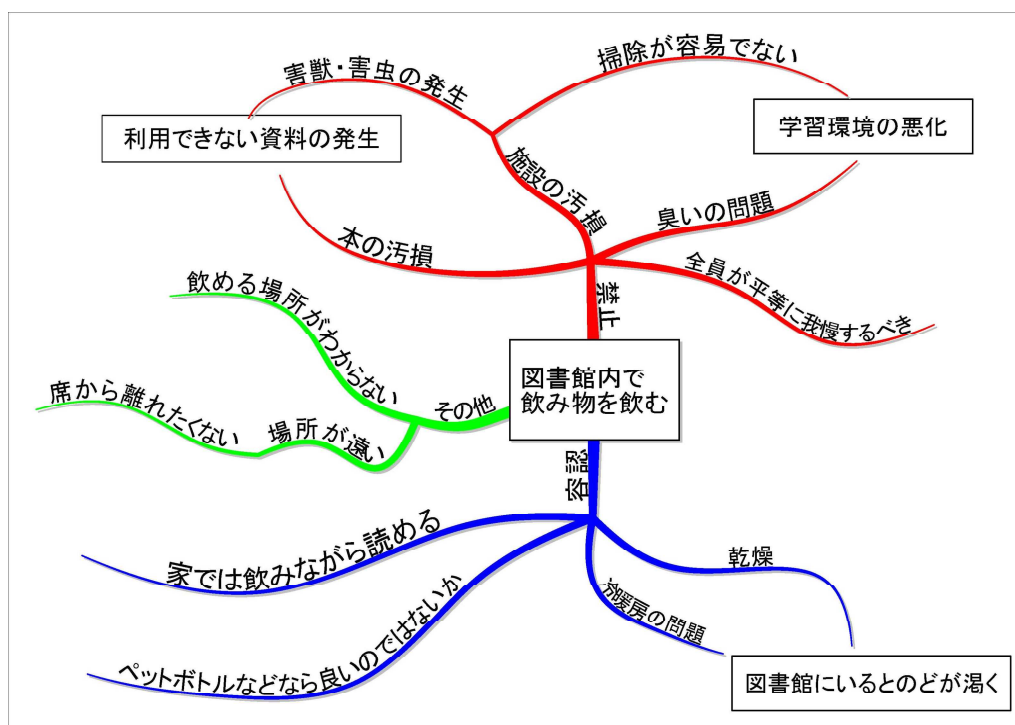 掃除が容易でない
害獣・害虫の発生
学習環境の悪化
利用できない資料の発生
施設の汚損
臭いの問題
本の汚損
全員が平等に我慢するべき
禁止
飲める場所がわからない
図書館内で
飲み物を飲む
席から離れたくない
場所が遠い
その他
容認
家では飲みながら読める
乾燥
冷暖房の問題
ペットボトルなどなら良いのではないか
図書館にいるとのどが渇く